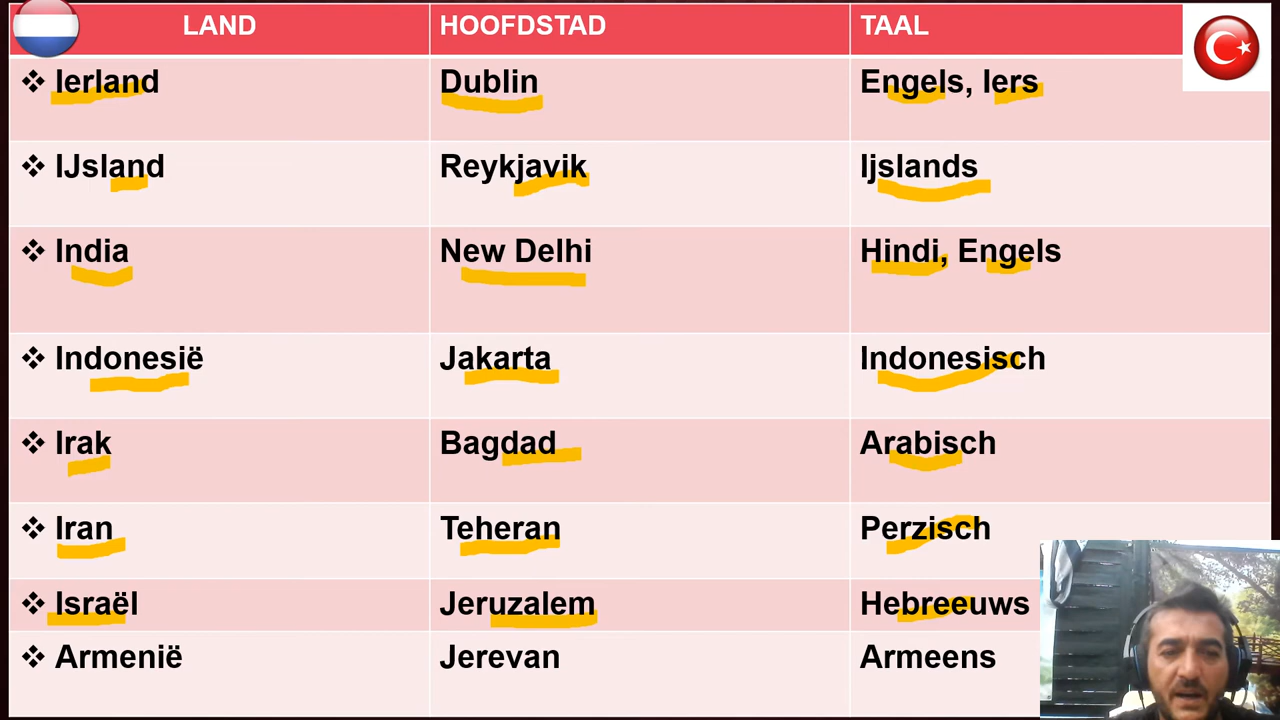 LAND HOOFDSTAD TAAL
❖ Ierland Dublin Engels, Iers
❖ IJsland Reykjavik Ijslands
❖ India New Delhi Hindi, Engels
❖ Indonesië Jakarta Indonesisch
❖ Irak Bagdad Arabisch
❖ Iran Teheran Perzisch
❖ Israël Jeruzalem Hebreeuws
❖ Armenië Jerevan Armeens